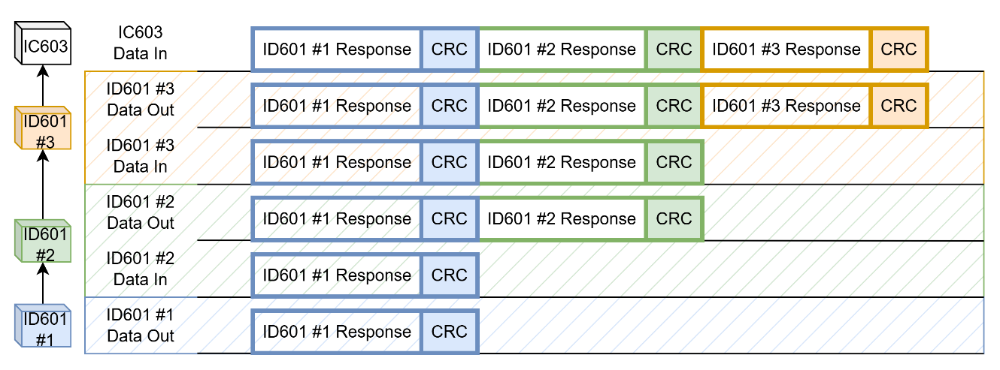 IC603
IC603
Data In
ID601 #1 Response CRC ID601 #2 Response CRC ID601 #3 Response CRC
ID601
#3
ID601 #3
Data Out
ID601 #1 Response CRC ID601 #2 Response CRC ID601 #3 Response CRC
ID601 #3
Data In
ID601 #1 Response CRC ID601 #2 Response CRC
ID601
#2
ID601 #2
Data Out
ID601 #1 Response CRC ID601 #2 Response CRC
ID601 #2
Data In
ID601 #1 Response CRC
ID601
#1
ID601 #1
Data Out
ID601 #1 Response CRC